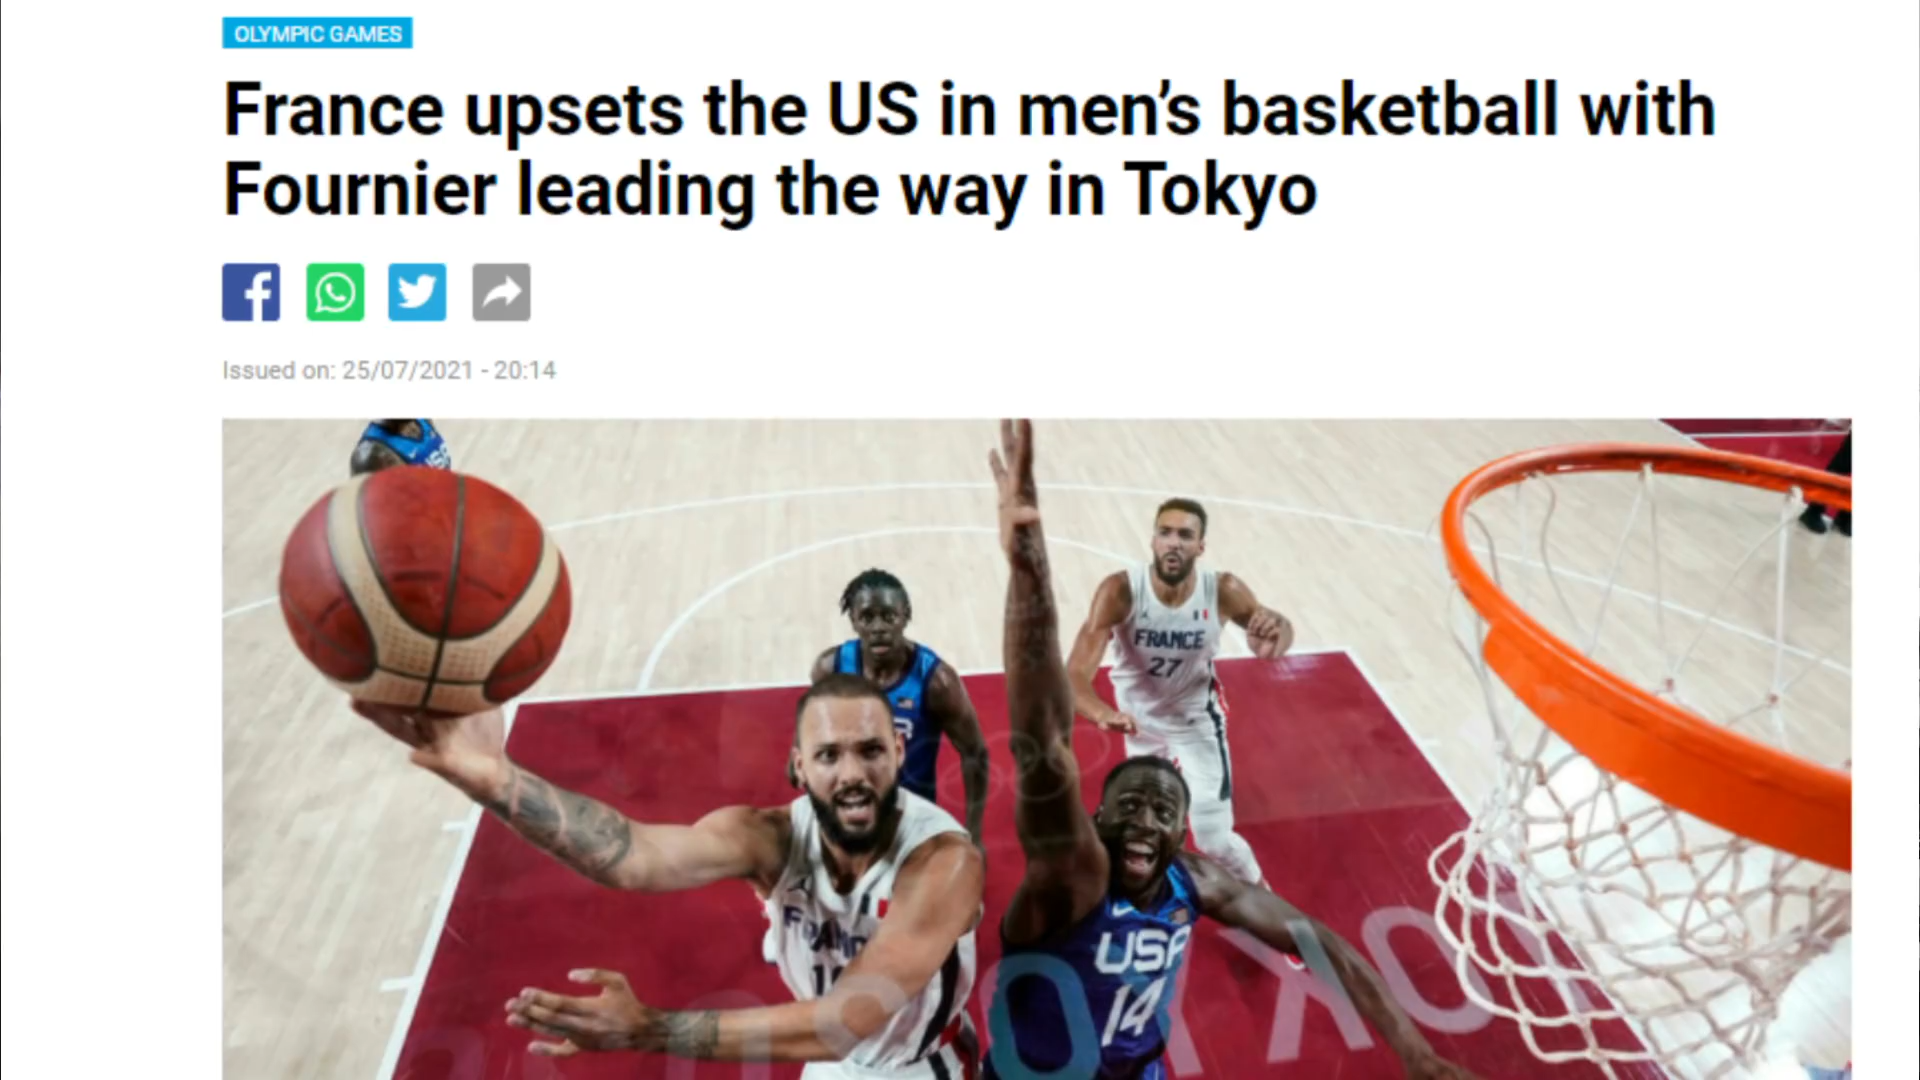 OLYMPIC GAMES
France upsets the US in men’s basketball with
Fournier leading the way in Tokyo
Issued on: 25/07/2021 - 20:14
FRANCE
27
FRANC
USA
14